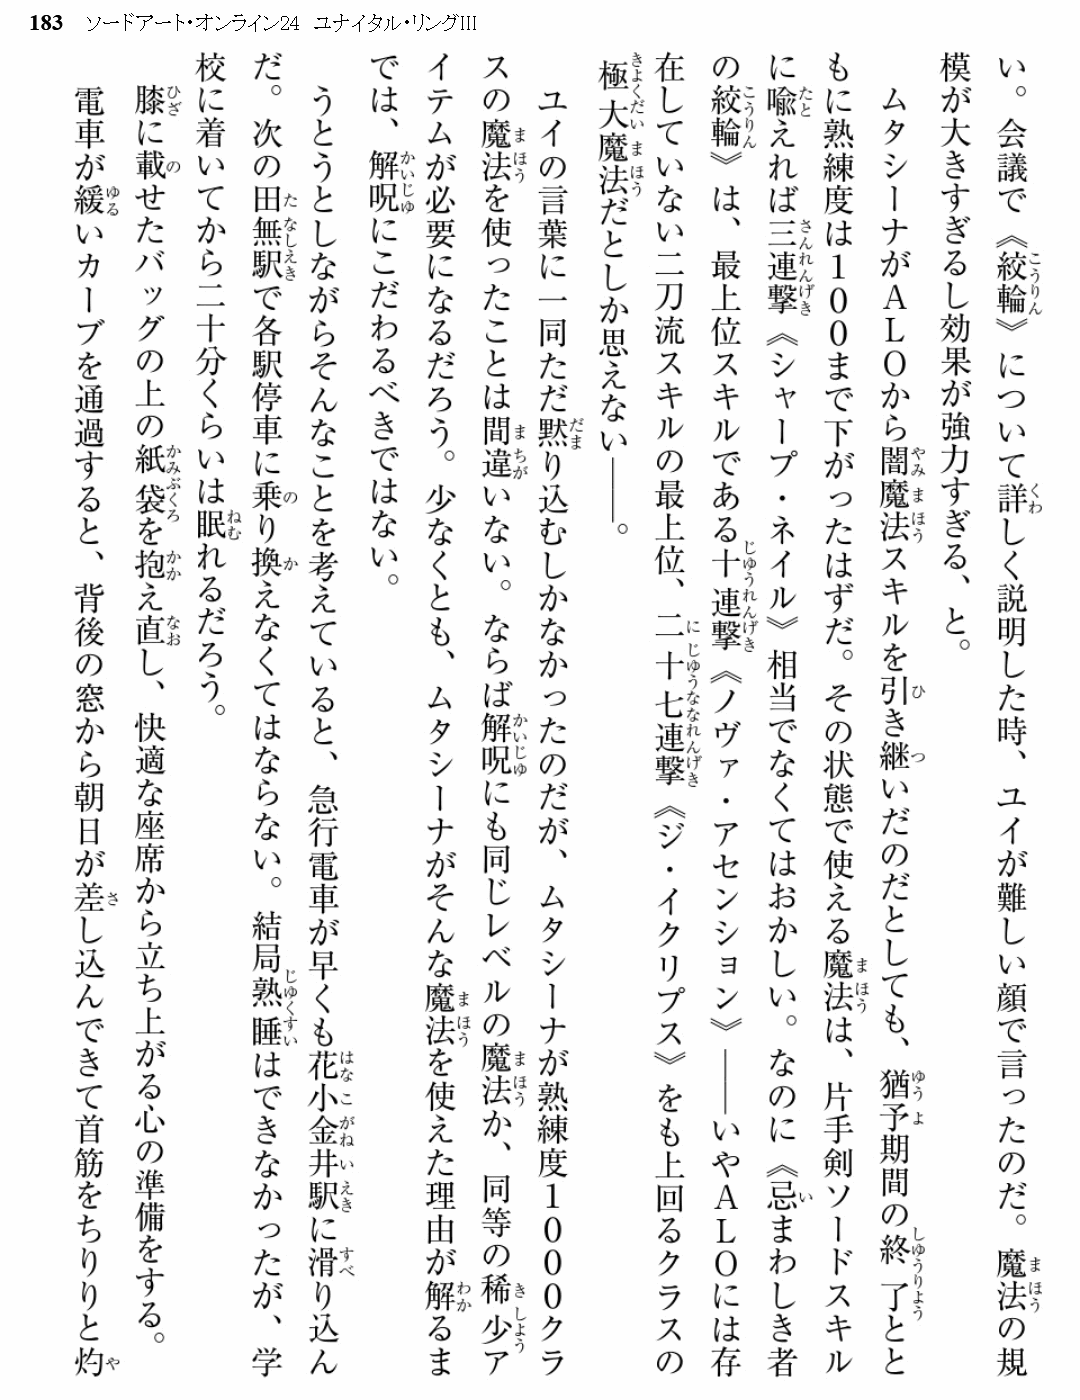 183 ソードアート・オンライン24 ユナイタル・リングIII
い。会議で《絞輪》について詳しく説明した時、ユイが難しい顔で言ったのだ。魔法の規
模が大きすぎるし効果が強力すぎる、と。
ムタシーナがＡＬＯから闇魔法スキルを引き継いだのだとしても、猶予期間の終了とと
もに熟練度は１００まで下がったはずだ。その状態で使える魔法は、片手剣ソードスキル
に喩えれば三連撃《シャープ・ネイル》相当でなくてはおかしい。なのに《忌まわしき者
の絞輪》は、最上位スキルである十連撃《ノヴァ・アセンション》――いやＡＬＯには存
在していない二刀流スキルの最上位、二十七連撃《ジ・イクリプス》をも上回るクラスの
極大魔法だとしか思えない――。
ユイの言葉に一同ただ黙り込むしかなかったのだが、ムタシーナが熟練度１０００クラ
スの魔法を使ったことは間違いない。ならば解呪にも同じレベルの魔法か、同等の稀少ア
イテムが必要になるだろう。少なくとも、ムタシーナがそんな魔法を使えた理由が解るま
では、解呪にこだわるべきではない。
うとうとしながらそんなことを考えていると、急行電車が早くも花小金井駅に滑り込ん
だ。次の田無駅で各駅停車に乗り換えなくてはならない。結局熟睡はできなかったが、学
校に着いてから二十分くらいは眠れるだろう。
膝に載せたバッグの上の紙袋を抱え直し、快適な座席から立ち上がる心の準備をする。
電車が緩いカーブを通過すると、背後の窓から朝日が差し込んできて首筋をちりりと灼